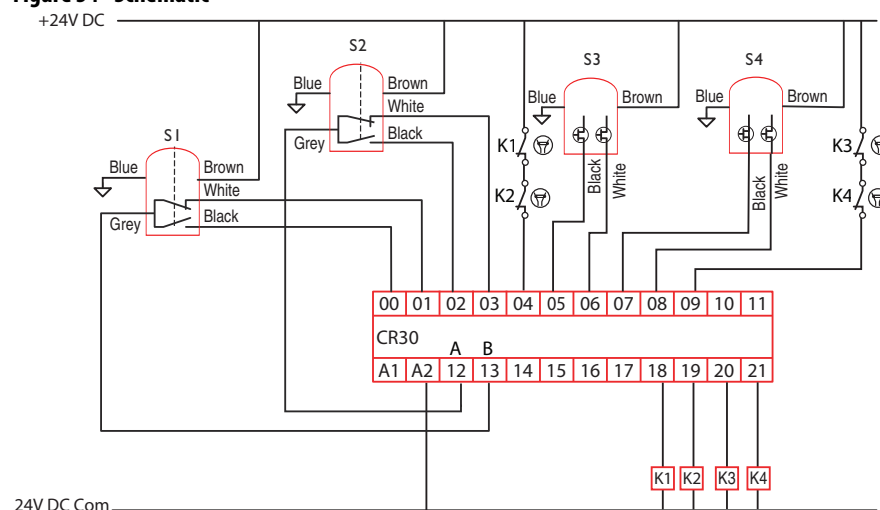 +24V DC
S2
S3
S4
Blue
Brown
White
Black
Grey
Blue
Brown
Blue
Brown
S1
Blue
Brown
White
Black
Grey
K1
K2
Black
White
Black
White
K3
K4
00 01 02 03 04 05 06 07 08 09 10 11
CR30
A B
A1 A2 12 13 14 15 16 17 18 19 20 21
K1 K2 K3 K4
24V DC Com